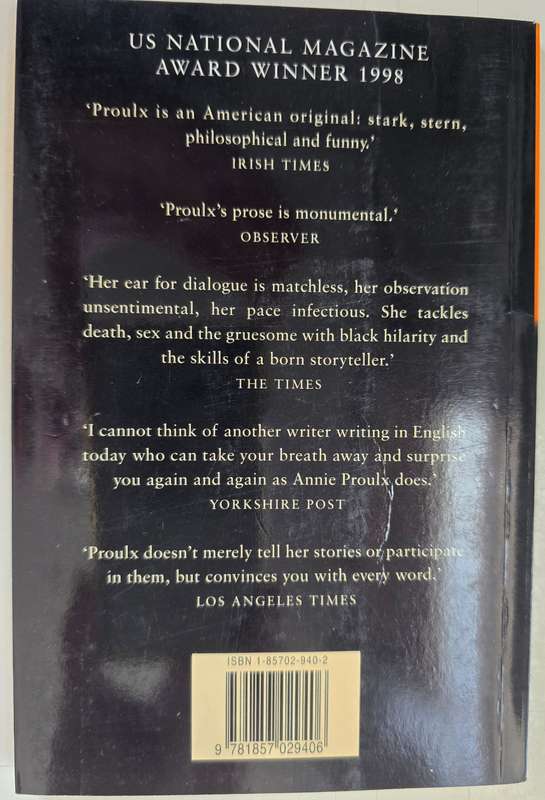 US NATIONAL MAGAZINE
AWARD WINNER 1998
‘Proulx is an American original: stark, stern,
philosophical and funny.’
IRISH TIMES
‘Proulx’s prose is monumental.’
OBSERVER
‘Her ear for dialogue is matchless, her observation
unsentimental, her pace infectious. She tackles
death, sex and the gruesome with black hilarity and
the skills of a born storyteller.’
THE TIMES
‘I cannot think of another writer writing in English
today who can take your breath away and surprise
you again and again as Annie Proulx does.’
YORKSHIRE POST
‘Proulx doesn’t merely tell her stories or participate
in them, but convinces you with every word.’
LOS ANGELES TIMES
ISBN 1-85702-940-2
9 781857 029406